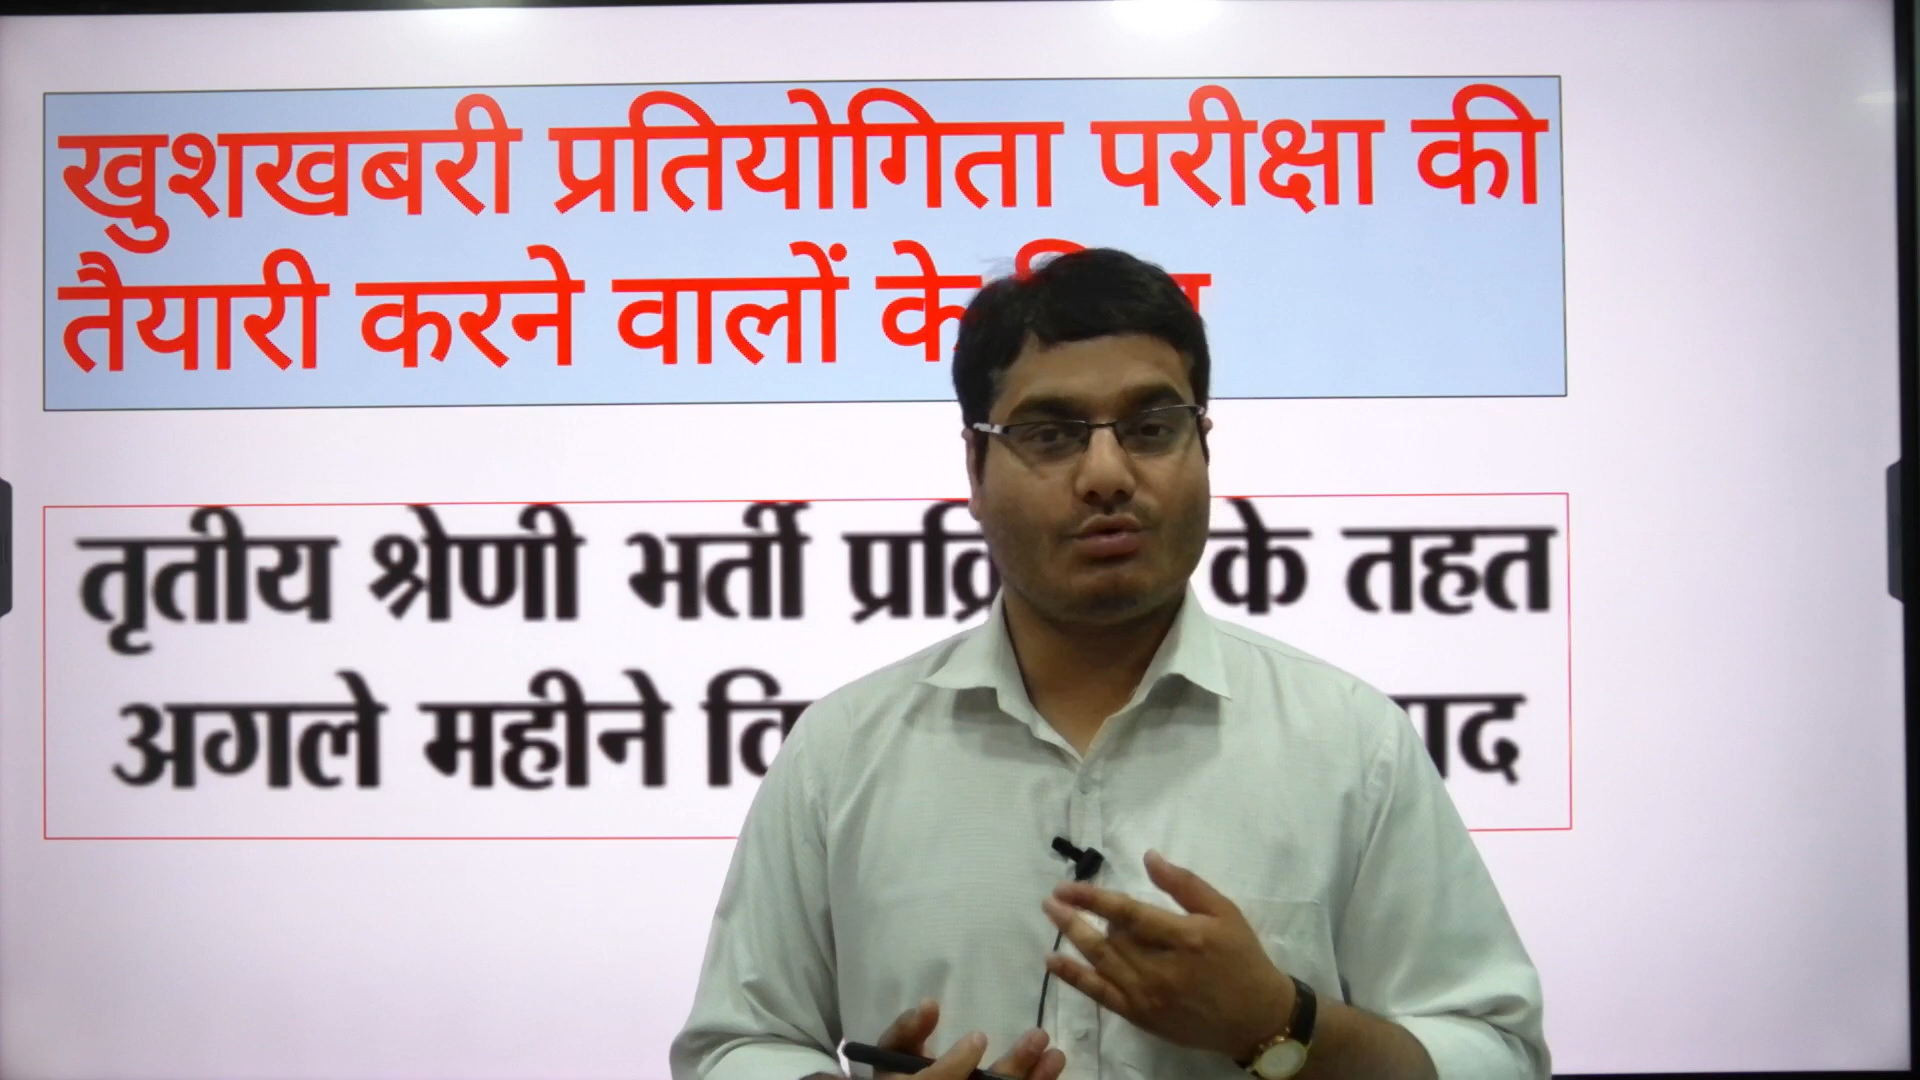 खुशखबरी प्रतियोगिता परीक्षा की
तैयारी करने वालों के
तृतीय श्रेणी भर्ती के तहत
अगले महीने